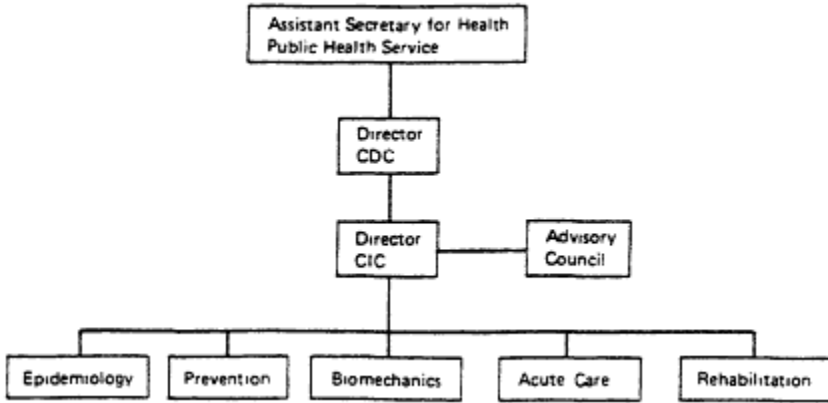 Assistant Secretary for Health
Public Health Service
Director
CDC
Director
CIC
Advisory
Council
Epidemiology
Prevention
Biomechanics
Acute Care
Rehabilitation